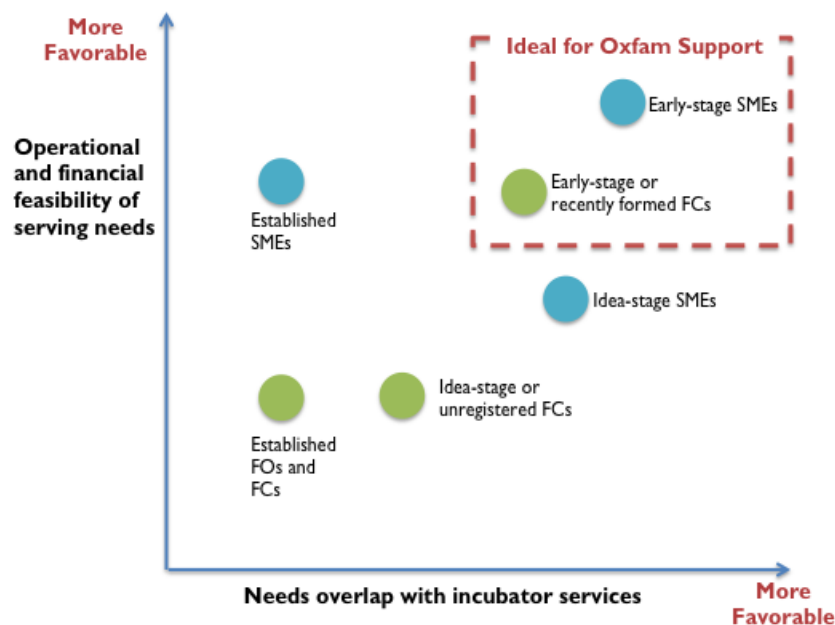 More
Favorable
Ideal for Oxfam Support
Early-stage SMEs
Operational
and financial
feasibility of
serving needs
Early-stage or
recently formed FCs
Established
SMEs
Idea-stage SMEs
Idea-stage or
unregistered FCs
Established
FOs and
FCs
Needs overlap with incubator services
More
Favorable